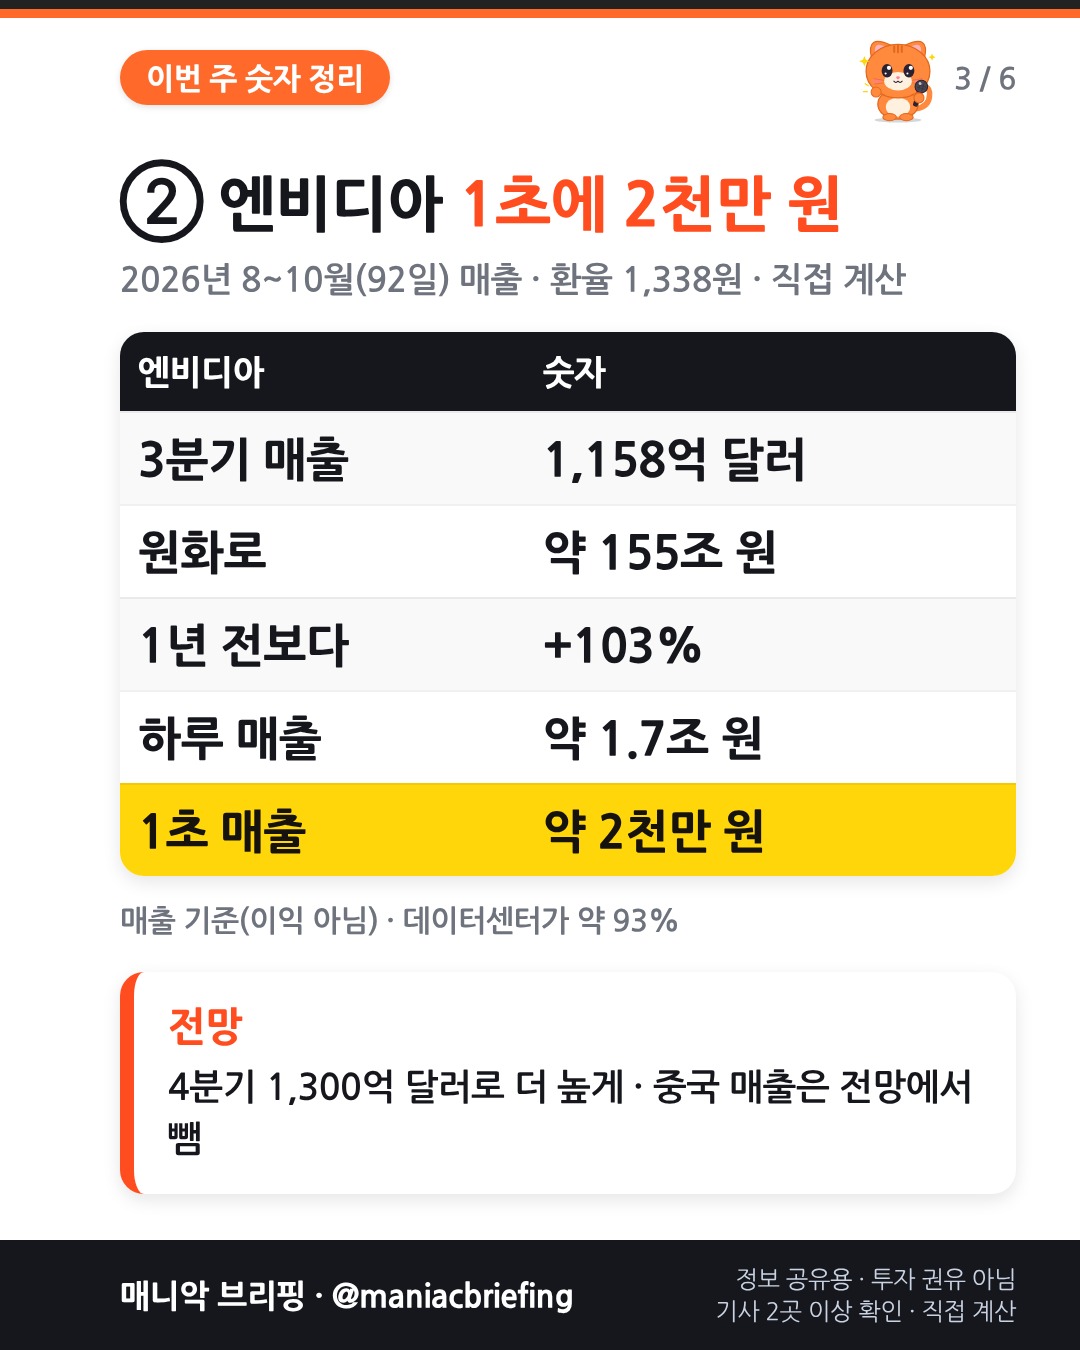 이번 주 숫자 정리
3 / 6
② 엔비디아 1초에 2천만 원
2026년 8~10월(92일) 매출 · 환율 1,338원 · 직접 계산
엔비디아 숫자
3분기 매출 1,158억 달러
원화로 약 155조 원
1년 전보다 +103%
하루 매출 약 1.7조 원
1초 매출 약 2천만 원
매출 기준(이익 아님) · 데이터센터가 약 93%
전망
4분기 1,300억 달러로 더 높게 · 중국 매출은 전망에서
뺌
매니악 브리핑 · @maniacbriefing
정보 공유용 · 투자 권유 아님
기사 2곳 이상 확인 · 직접 계산